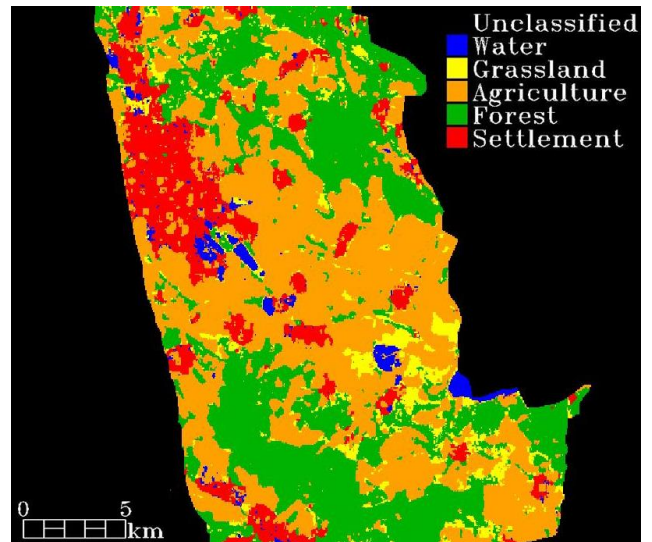 Unclassified
Water
Grassland
Agriculture
Forest
Settlement
0 5
km